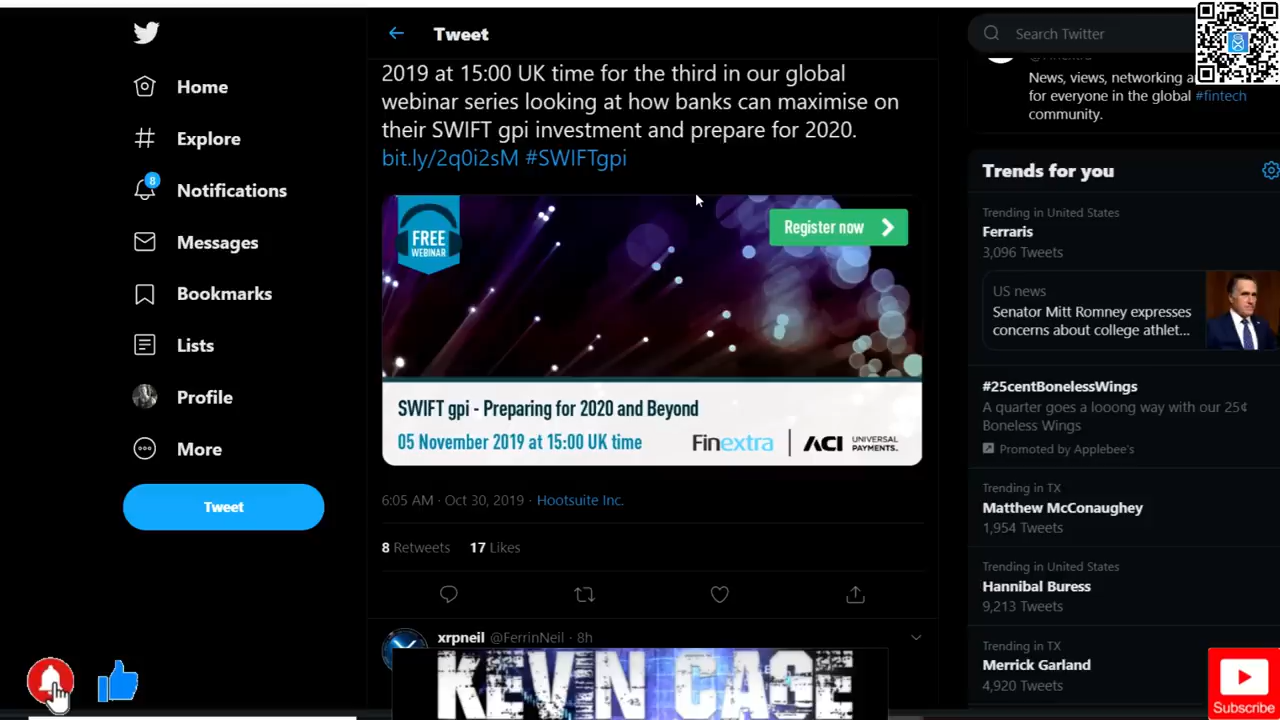 Home
Explore
8
Notifications
Messages
Bookmarks
Lists
Profile
More
Tweet
Tweet
2019 at 15:00 UK time for the third in our global
webinar series looking at how banks can maximise on
their SWIFT gpi investment and prepare for 2020.
bit.ly/2q0i2sM #SWIFTgpi
FREE
WEBINAR
Register now
SWIFT gpi - Preparing for 2020 and Beyond
05 November 2019 at 15:00 UK time
Finextra
ACI UNIVERSAL
PAYMENTS.
6:05 AM · Oct 30, 2019 · Hootsuite Inc.
8 Retweets 17 Likes
xrpneil @FerrinNeil · 8h
KEVIN CASE
Search Twitter
News, views, networking a
for everyone in the global #fintech
community.
Trends for you
Trending in United States
Ferraris
3,096 Tweets
US news
Senator Mitt Romney expresses
concerns about college athlet...
#25centBonelessWings
A quarter goes a looong way with our 25¢
Boneless Wings
Promoted by Applebee's
Trending in TX
Matthew McConaughey
1,954 Tweets
Trending in United States
Hannibal Buress
9,213 Tweets
Trending in TX
Merrick Garland
4,920 Tweets
Subscribe